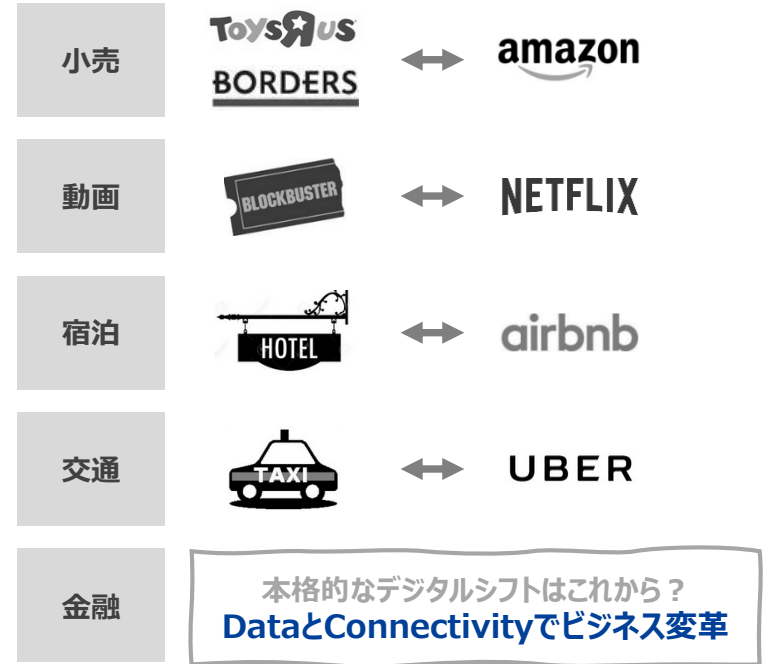 小売
ToysЯus
BORDERS
amazon
動画
BLOCKBUSTER
NETFLIX
宿泊
HOTEL
airbnb
交通
TAXI
UBER
金融
本格的なデジタルシフトはこれから？
DataとConnectivityでビジネス変革